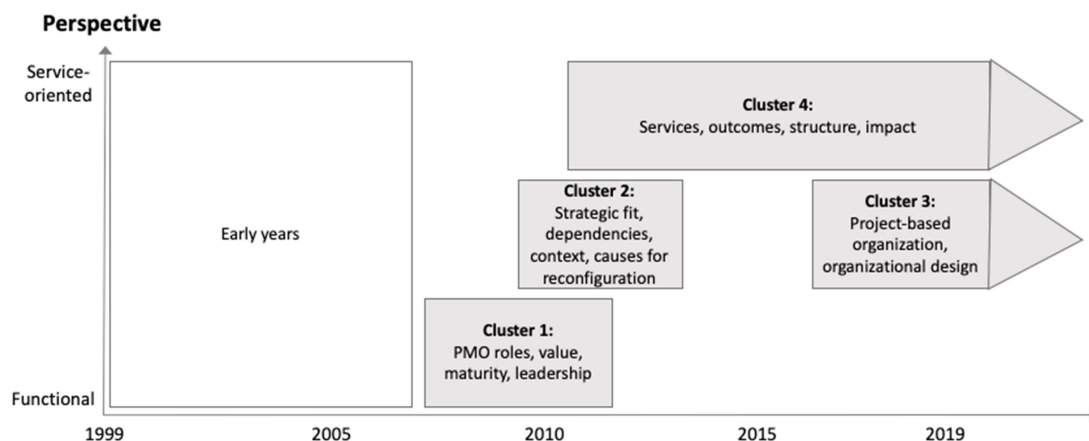 Perspective
Service-
oriented
Cluster 4:
Services, outcomes, structure, impact
Cluster 2:
Strategic fit,
dependencies,
context, causes for
reconfiguration
Cluster 3:
Project-based
organization,
organizational design
Early years
Cluster 1:
PMO roles, value,
maturity, leadership
Functional
1999
2005
2010
2015
2019